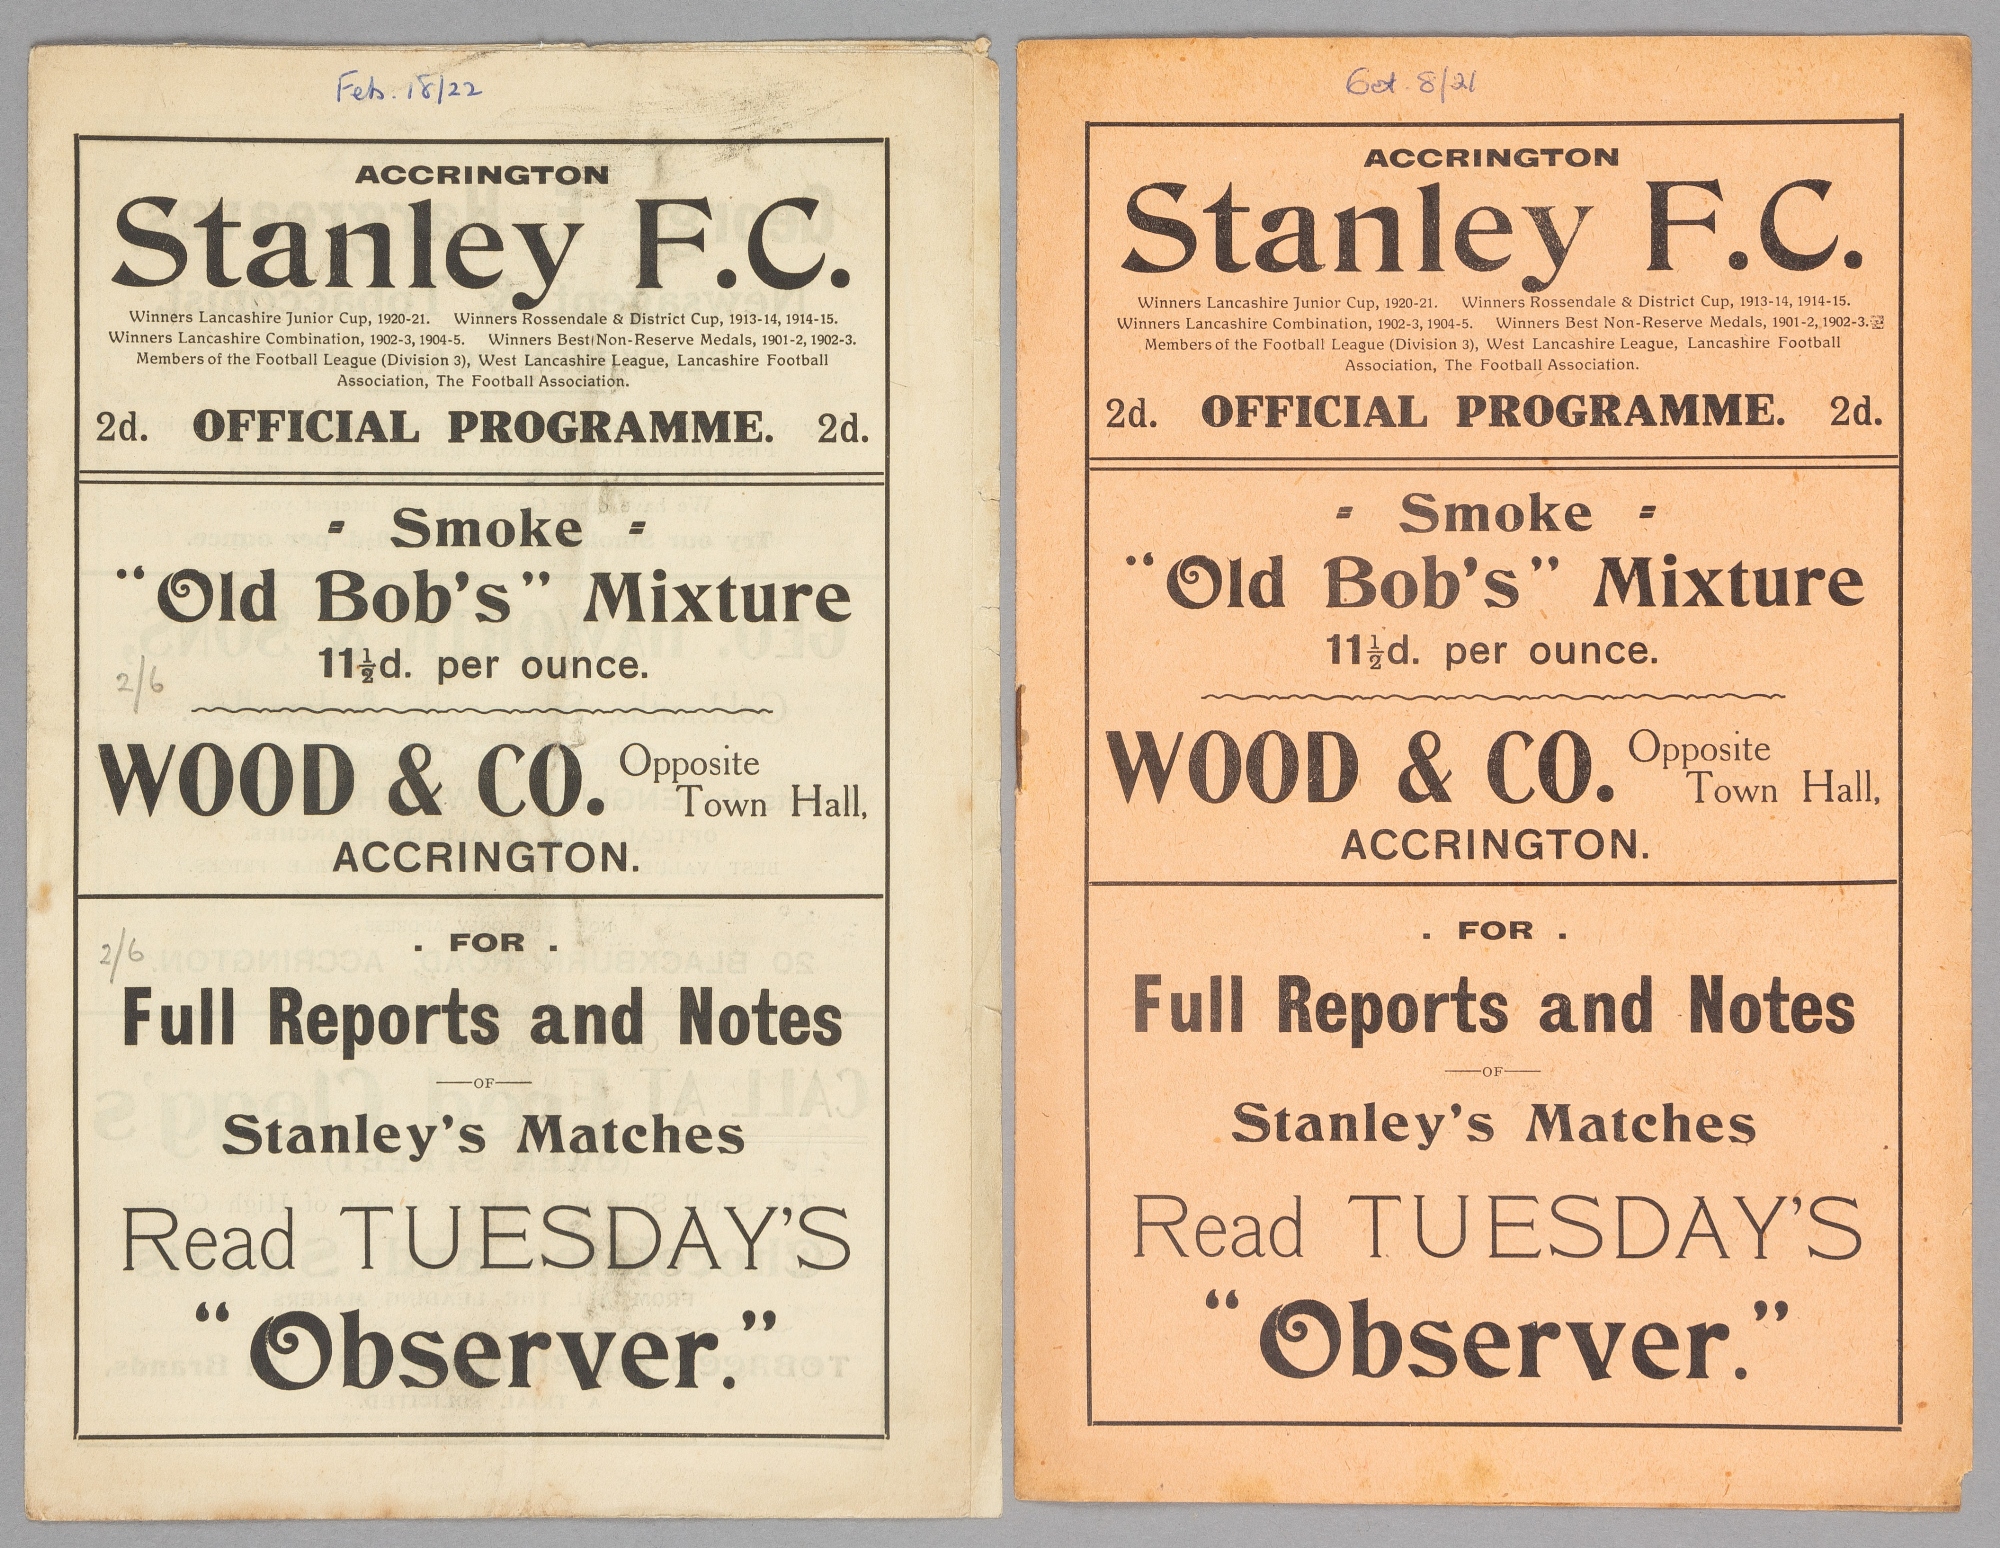 Feb. 18/22
ACCRINGTON
Stanley F.C.
Winners Lancashire Junior Cup, 1920-21. Winners Rossendale & District Cup, 1913-14, 1914-15.
Winners Lancashire Combination, 1902-3, 1904-5. Winners Best Non-Reserve Medals, 1901-2, 1902-3.
Members of the Football League (Division 3), West Lancashire League, Lancashire Football
Association, The Football Association.
2d. OFFICIAL PROGRAMME. 2d.
Smoke
"Old Bob's" Mixture
11½d. per ounce.
2/6
WOOD & CO. Opposite
Town Hall,
ACCRINGTON.
. FOR .
2/6
Full Reports and Notes
—OF—
Stanley's Matches
Read TUESDAY'S
"Observer."
Oct. 8/21
ACCRINGTON
Stanley F.C.
Winners Lancashire Junior Cup, 1920-21. Winners Rossendale & District Cup, 1913-14, 1914-15.
Winners Lancashire Combination, 1902-3, 1904-5. Winners Best Non-Reserve Medals, 1901-2, 1902-3.
Members of the Football League (Division 3), West Lancashire League, Lancashire Football
Association, The Football Association.
2d. OFFICIAL PROGRAMME. 2d.
Smoke
"Old Bob's" Mixture
11½d. per ounce.
WOOD & CO. Opposite
Town Hall,
ACCRINGTON.
. FOR .
Full Reports and Notes
—OF—
Stanley's Matches
Read TUESDAY'S
"Observer."